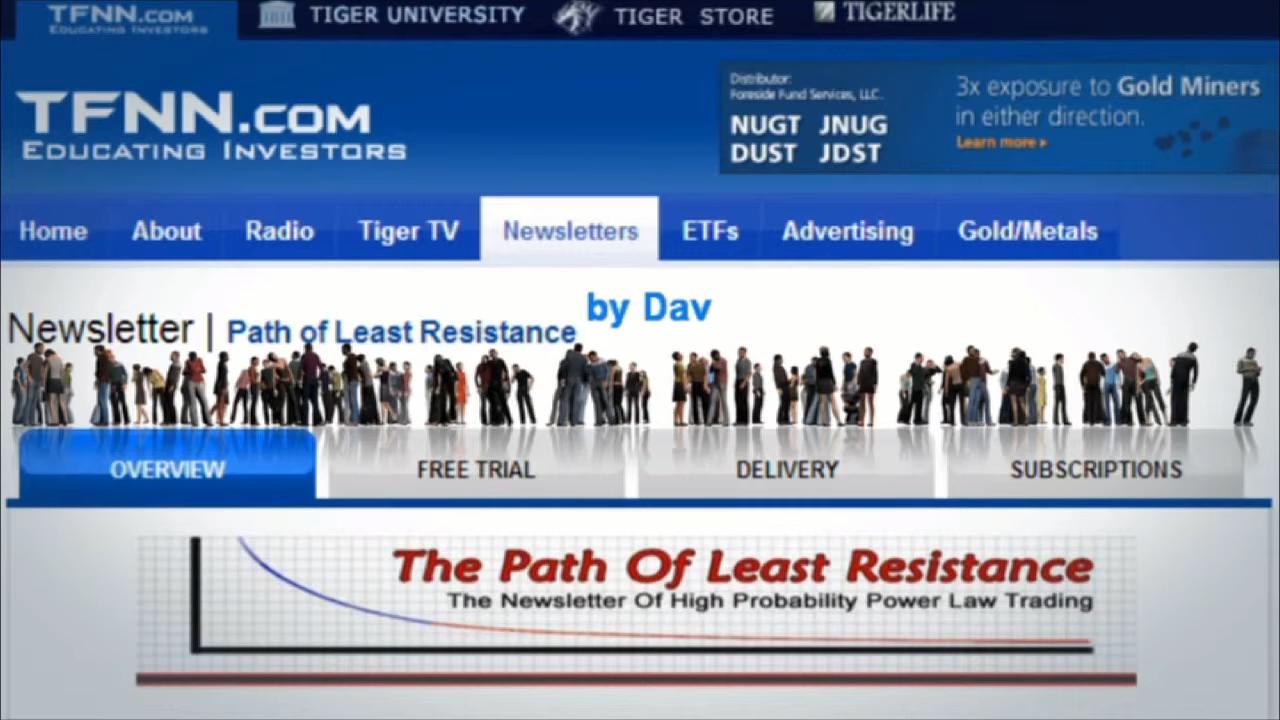 TFNN.COM
EDUCATING INVESTORS
TIGER UNIVERSITY
TIGER STORE
TIGERLIFE
TFNN.COM
EDUCATING INVESTORS
Distributor:
Foreside Fund Services, LLC.
NUGT JNUG
DUST JDST
3x exposure to Gold Miners
in either direction.
Learn more
Home About Radio Tiger TV Newsletters ETFs Advertising Gold/Metals
by Dav
Newsletter | Path of Least Resistance
OVERVIEW FREE TRIAL DELIVERY SUBSCRIPTIONS
The Path Of Least Resistance
The Newsletter Of High Probability Power Law Trading